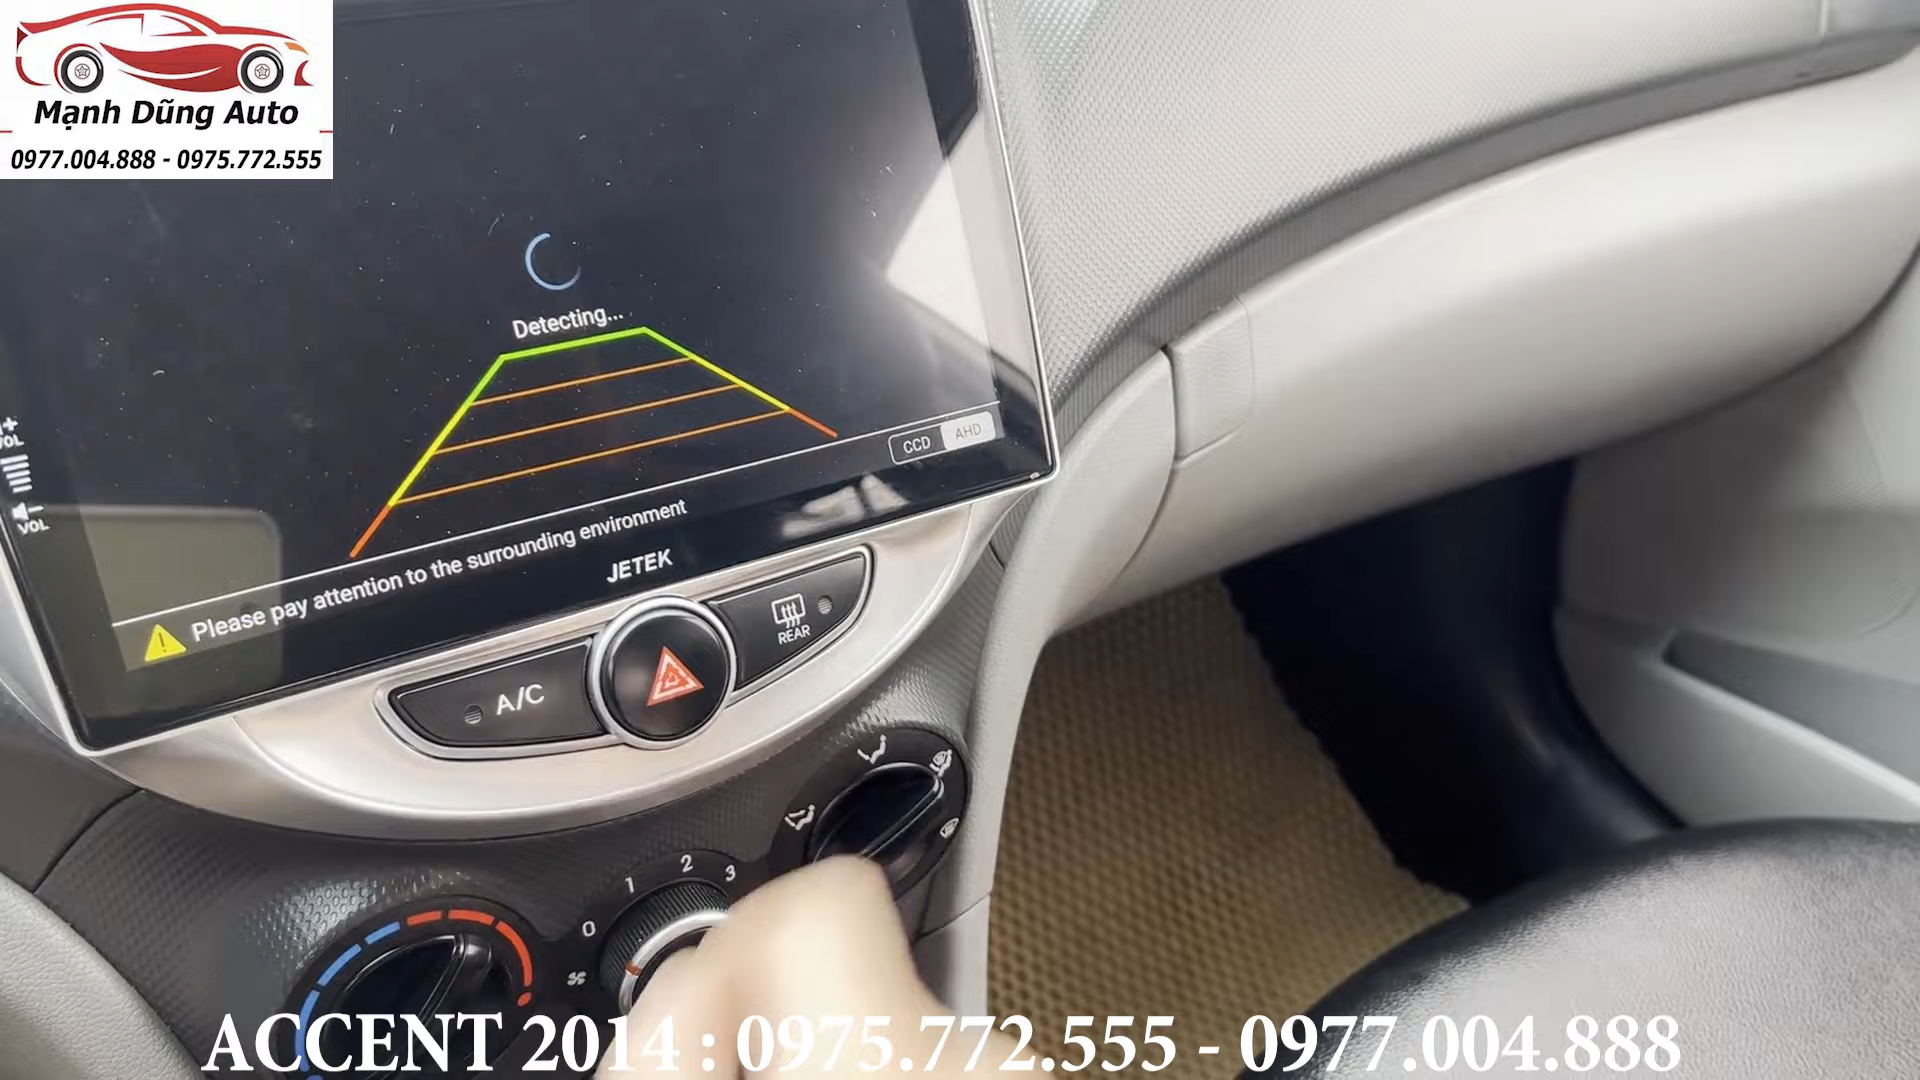 Mạnh Dũng Auto
0977.004.888 - 0975.772.555
Detecting...
+
VOL
-
VOL
CCD AHD
Please pay attention to the surrounding environment
JETEK
A/C
REAR
0 1 2 3
ACCENT 2014 : 0975.772.555 - 0977.004.888